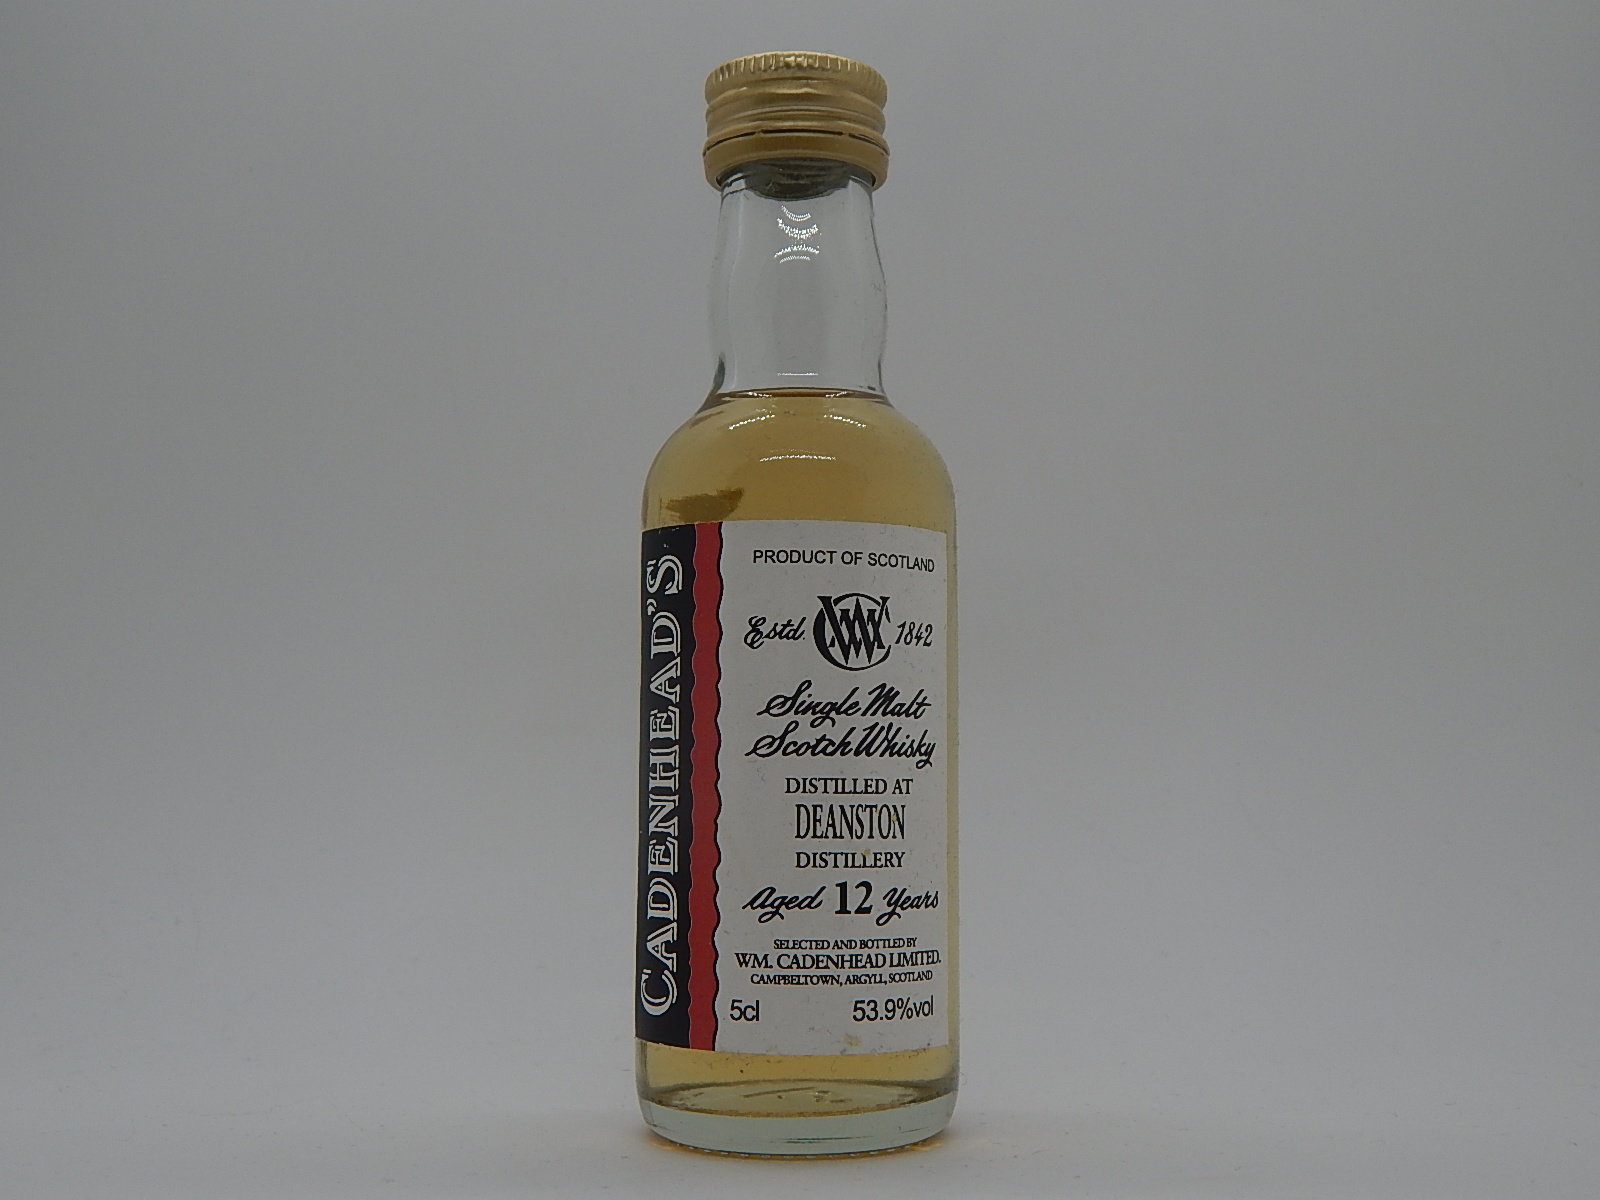 CADENHEAD'S
PRODUCT OF SCOTLAND
Estd. WC 1842
Single Malt
Scotch Whisky
DISTILLED AT
DEANSTON
DISTILLERY
Aged 12 Years
SELECTED AND BOTTLED BY
WM. CADENHEAD LIMITED.
CAMPBELTOWN, ARGYLL, SCOTLAND
5cl 53.9%vol